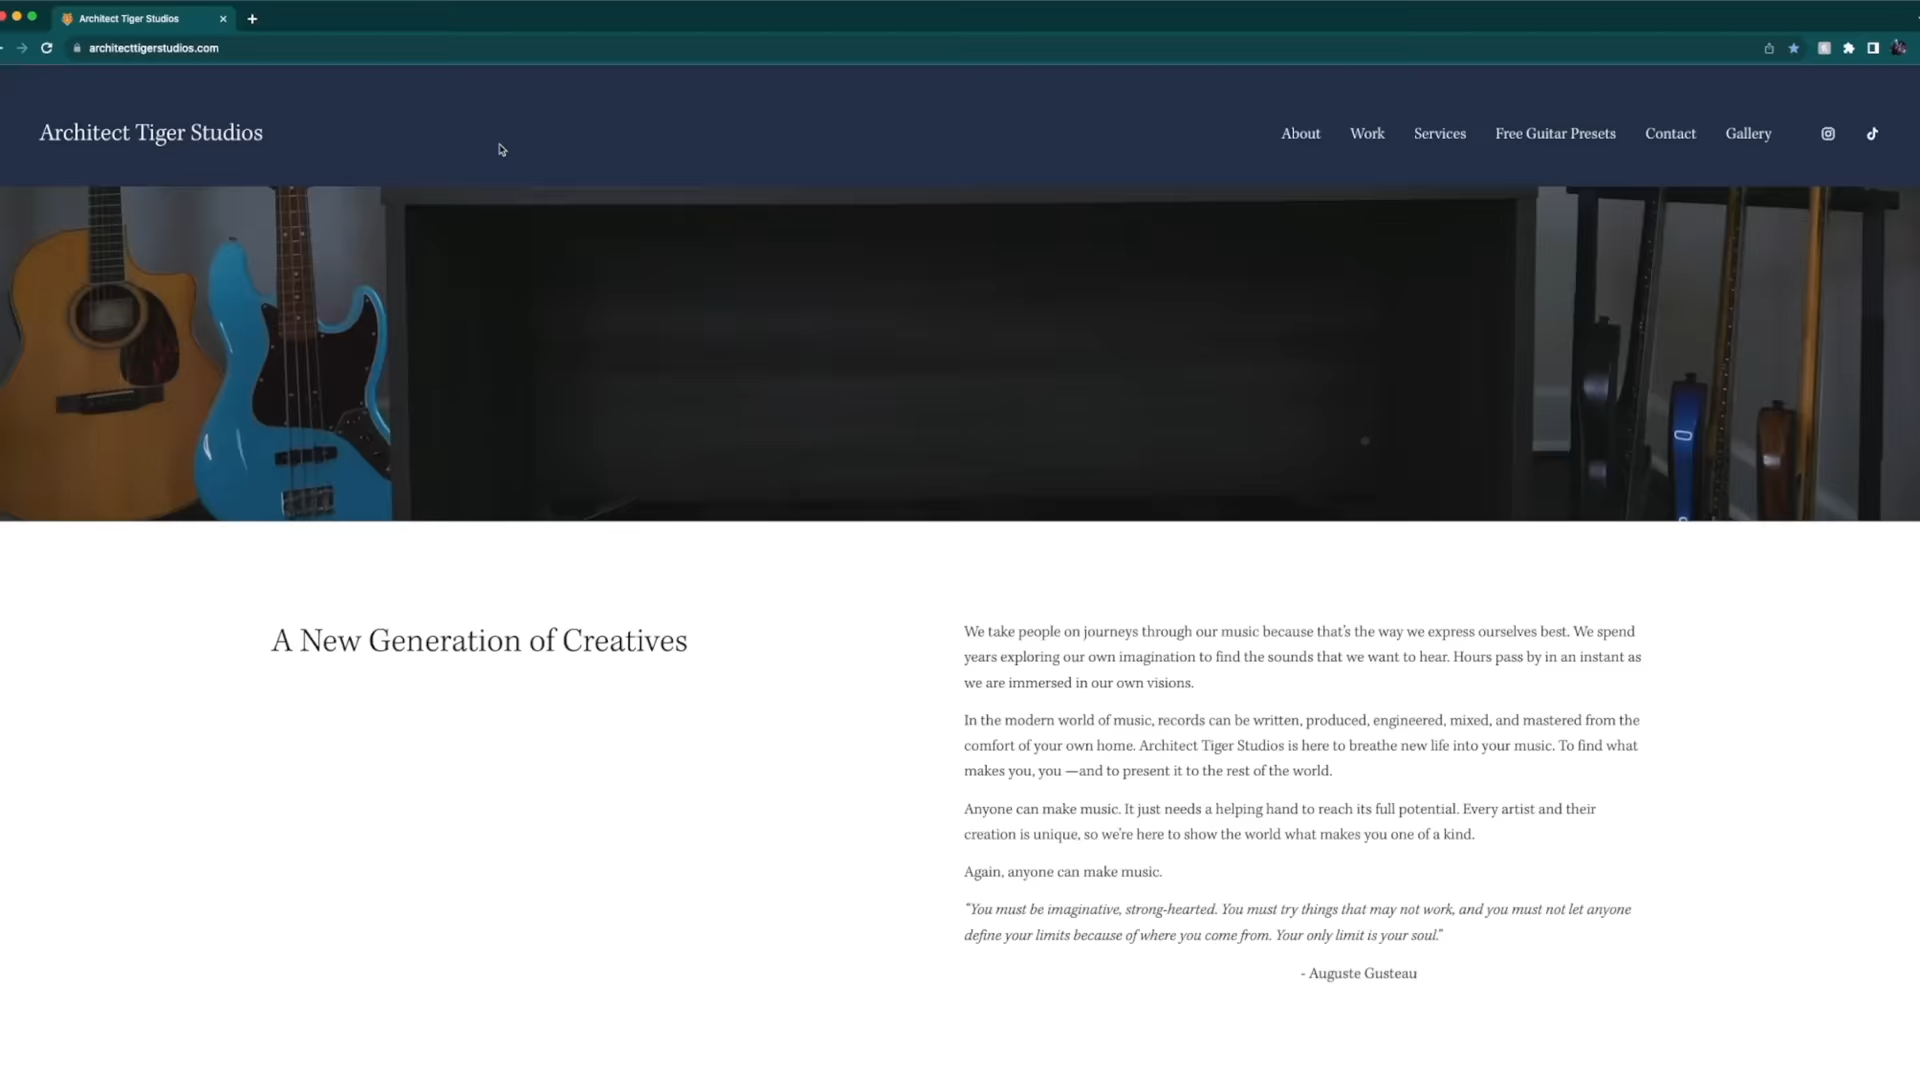 Architect Tiger Studios
architecttigerstudios.com
Architect Tiger Studios
About Work Services Free Guitar Presets Contact Gallery
A New Generation of Creatives
We take people on journeys through our music because that's the way we express ourselves best. We spend
years exploring our own imagination to find the sounds that we want to hear. Hours pass by in an instant as
we are immersed in our own visions.
In the modern world of music, records can be written, produced, engineered, mixed, and mastered from the
comfort of your own home. Architect Tiger Studios is here to breathe new life into your music. To find what
makes you, you —and to present it to the rest of the world.
Anyone can make music. It just needs a helping hand to reach its full potential. Every artist and their
creation is unique, so we're here to show the world what makes you one of a kind.
Again, anyone can make music.
“You must be imaginative, strong-hearted. You must try things that may not work, and you must not let anyone
define your limits because of where you come from. Your only limit is your soul.”
- Auguste Gusteau